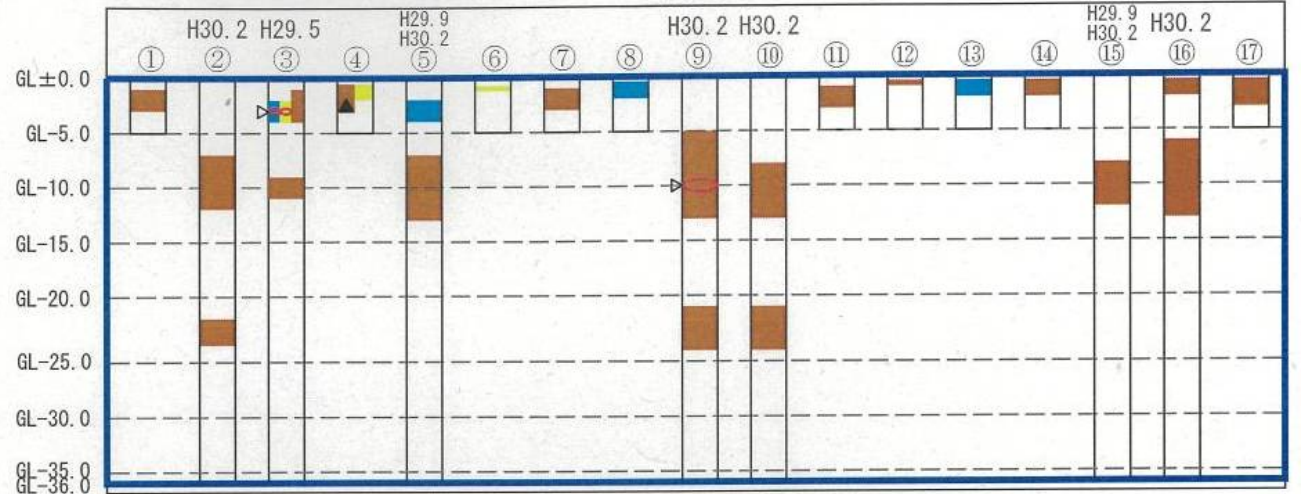 H30.2 H29.5 H29.9 H30.2 H30.2 H29.9 H30.2
H30.2 H30.2
① ② ③ ④ ⑤ ⑥ ⑦ ⑧ ⑨ ⑩ ⑪ ⑫ ⑬ ⑭ ⑮ ⑯ ⑰
GL±0.0
GL-5.0
GL-10.0
GL-15.0
GL-20.0
GL-25.0
GL-30.0
GL-35.0
GL-36.0